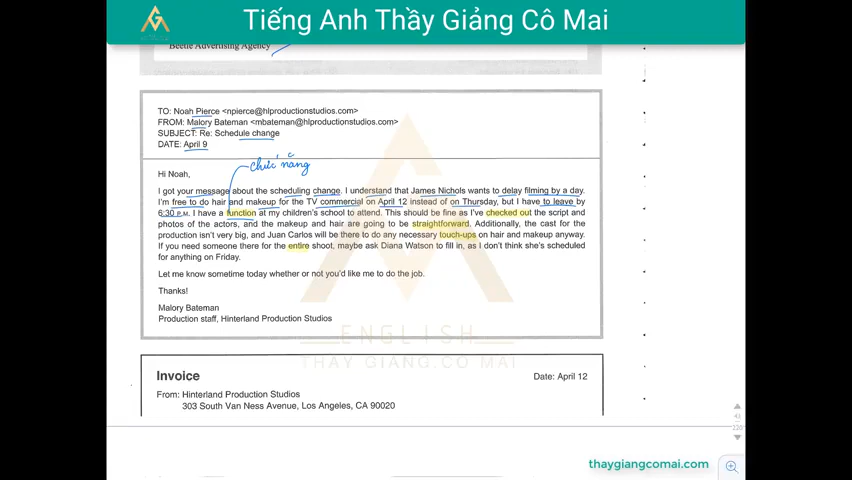 Tiếng Anh Thầy Giảng Cô Mai
Beetle Advertising Agency
TO: Noah Pierce <npierce@hlproductionstudios.com>
FROM: Malory Bateman <mbateman@hlproductionstudios.com>
SUBJECT: Re: Schedule change
DATE: April 9
chức năng
Hi Noah,
I got your message about the scheduling change. I understand that James Nichols wants to delay filming by a day.
I'm free to do hair and makeup for the TV commercial on April 12 instead of on Thursday, but I have to leave by
6:30 P.M. I have a function at my children's school to attend. This should be fine as I've checked out the script and
photos of the actors, and the makeup and hair are going to be straightforward. Additionally, the cast for the
production isn't very big, and Juan Carlos will be there to do any necessary touch-ups on hair and makeup anyway.
If you need someone there for the entire shoot, maybe ask Diana Watson to fill in, as I don't think she's scheduled
for anything on Friday.
Let me know sometime today whether or not you'd like me to do the job.
Thanks!
Malory Bateman
Production staff, Hinterland Production Studios
ENGLISH
THAY GIANG.CO MAI
Invoice
Date: April 12
From: Hinterland Production Studios
303 South Van Ness Avenue, Los Angeles, CA 90020
43
220
thaygiangcomai.com